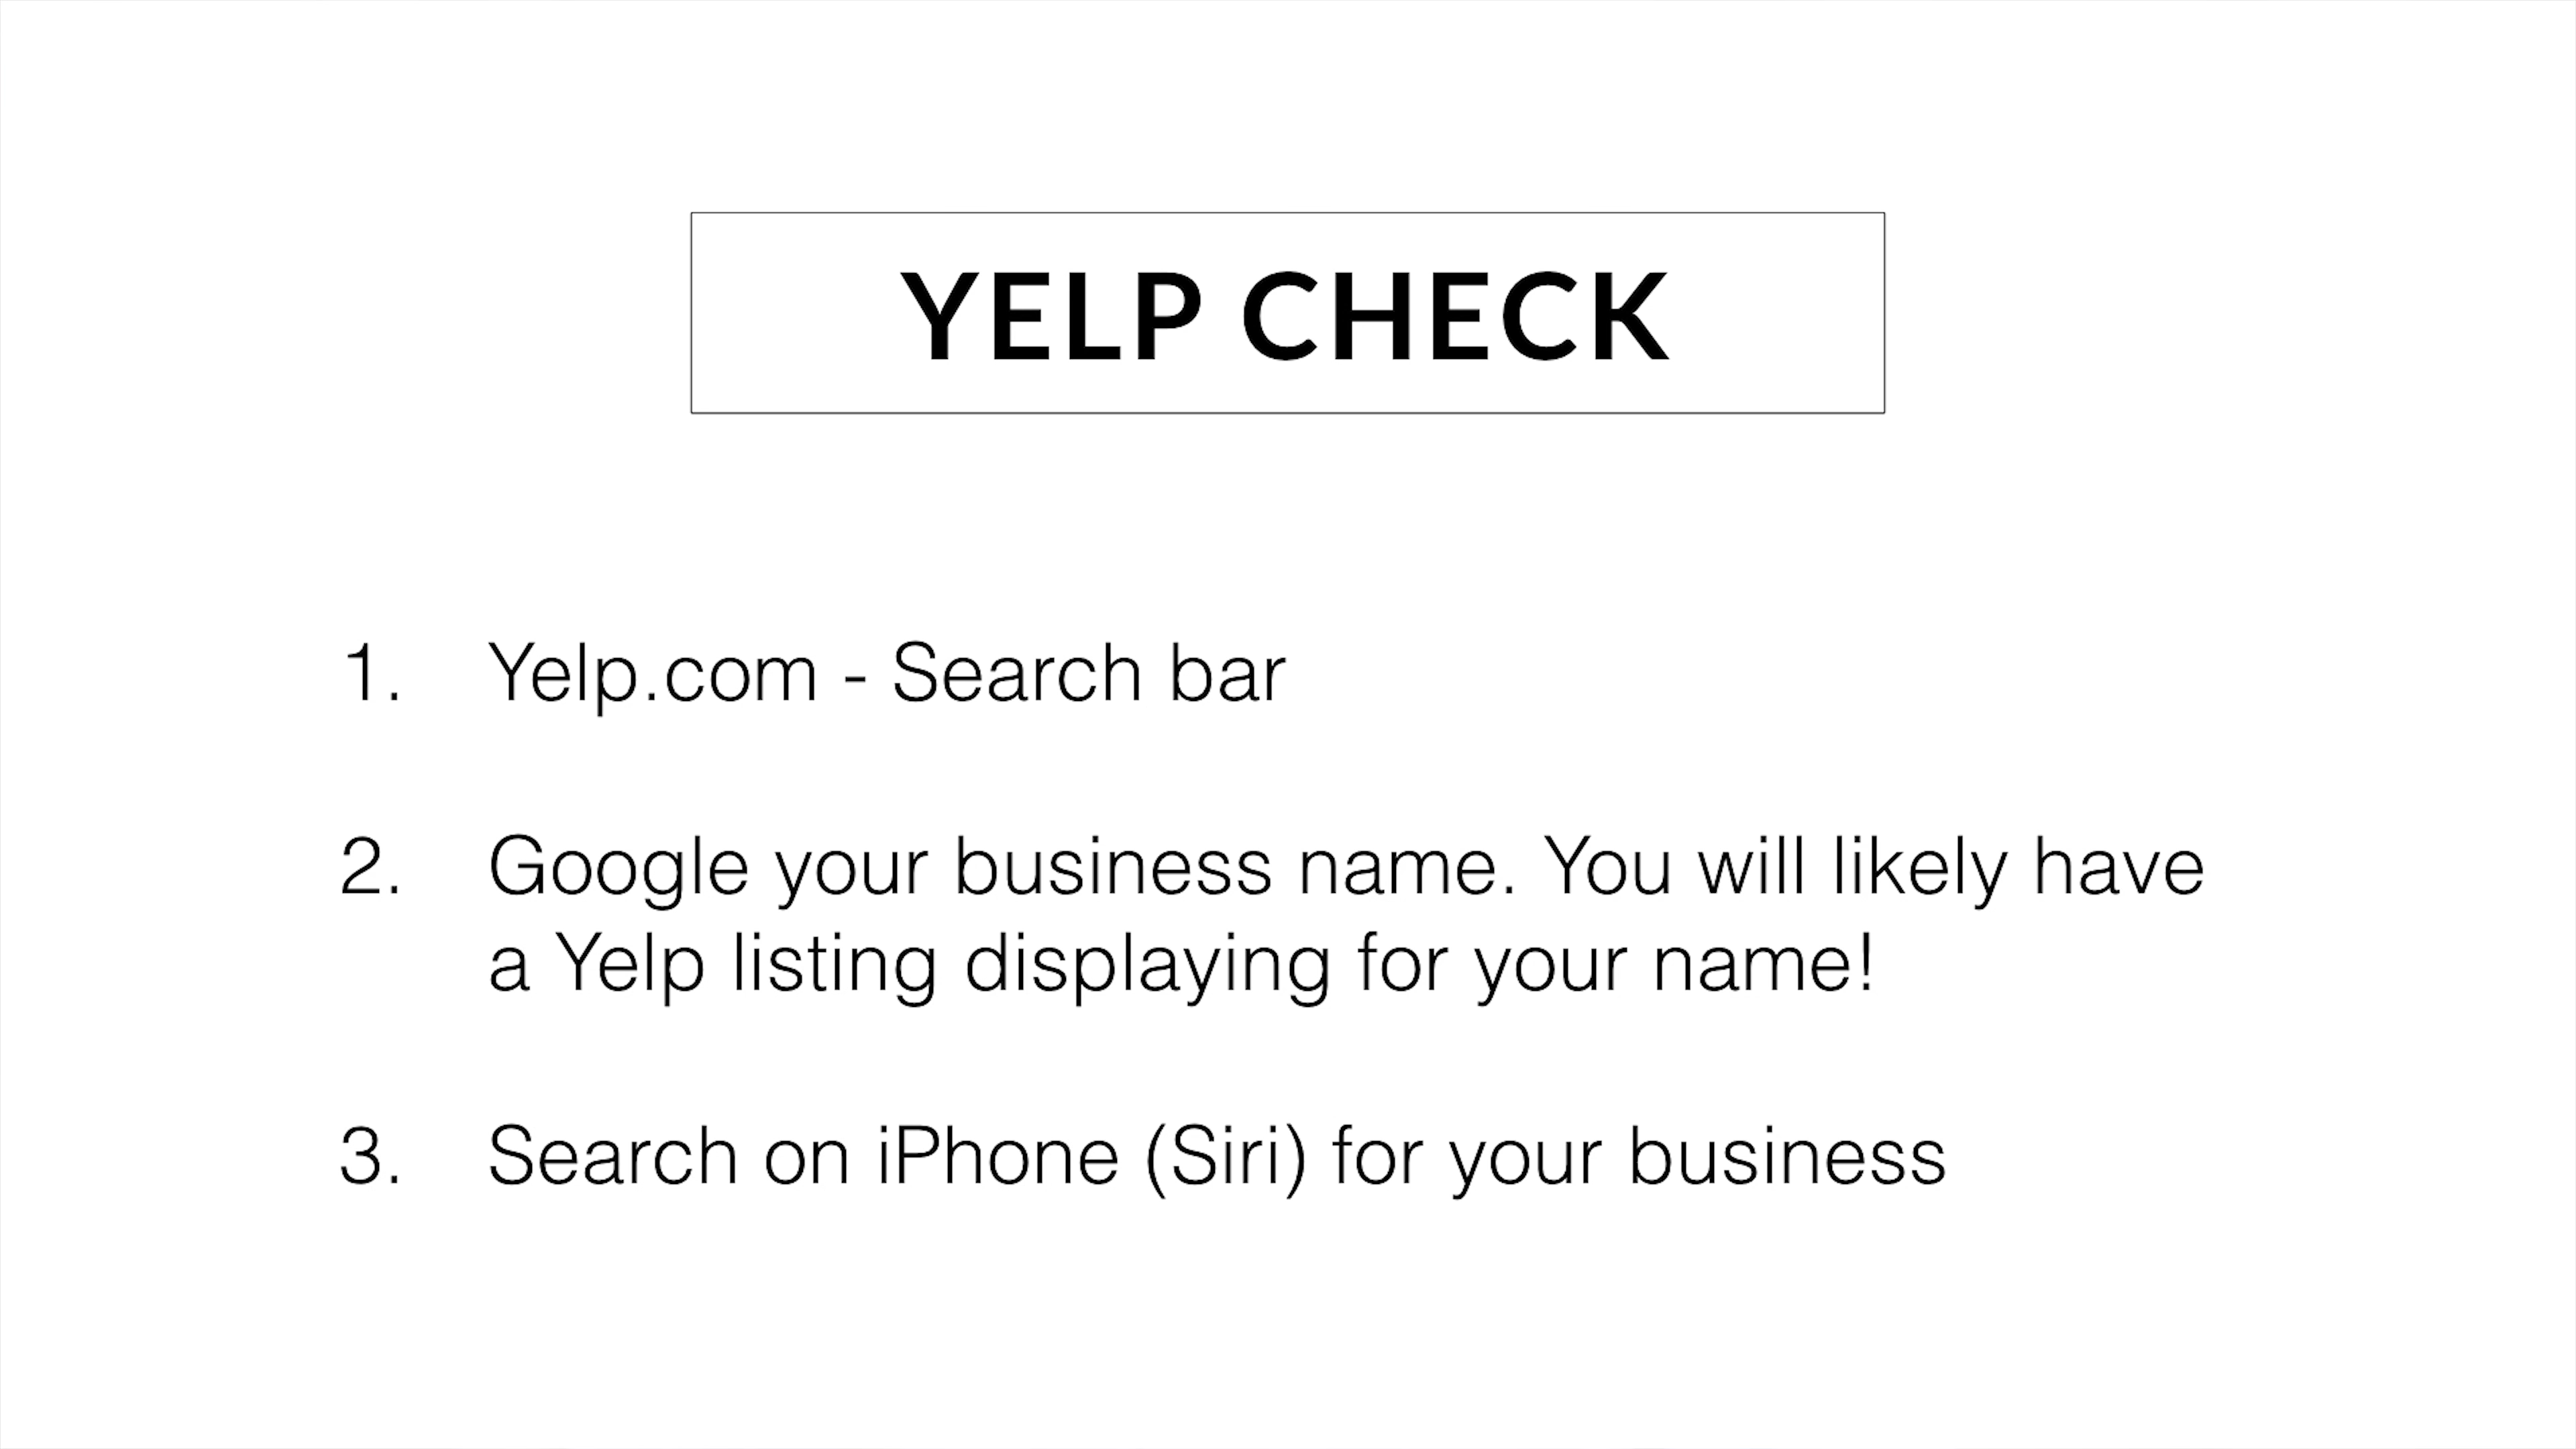 YELP CHECK
1. Yelp.com - Search bar
2. Google your business name. You will likely have
a Yelp listing displaying for your name!
3. Search on iPhone (Siri) for your business